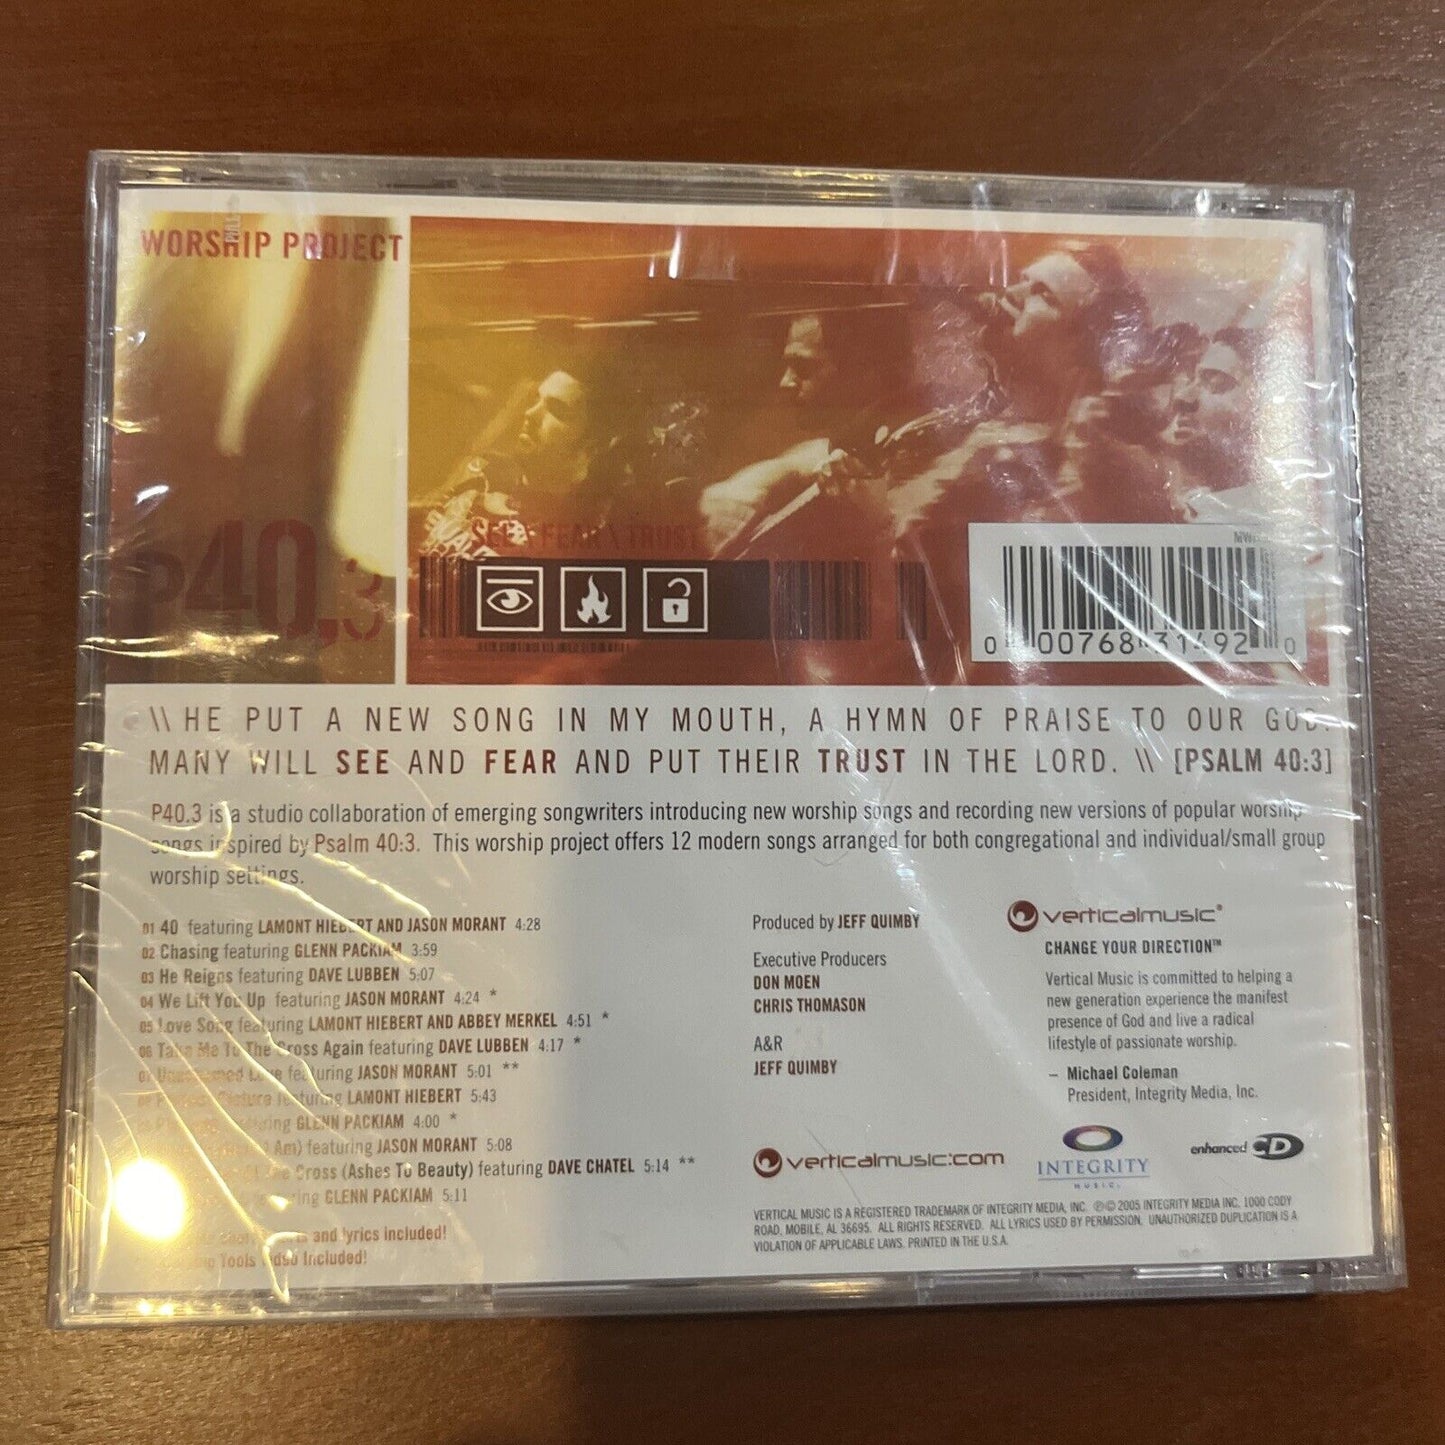 WORSHIP PROJECT
P40.3
SEE \ FEAR \ TRUST
0 00768 31492 0
\\ HE PUT A NEW SONG IN MY MOUTH, A HYMN OF PRAISE TO OUR GOD.
MANY WILL SEE AND FEAR AND PUT THEIR TRUST IN THE LORD. \\ [PSALM 40:3]
P40.3 is a studio collaboration of emerging songwriters introducing new worship songs and recording new versions of popular worship
songs inspired by Psalm 40:3. This worship project offers 12 modern songs arranged for both congregational and individual/small group
worship settings.
01 40 featuring LAMONT HIEBERT AND JASON MORANT 4:28
02 Chasing featuring GLENN PACKIAM 3:59
03 He Reigns featuring DAVE LUBBEN 5:07
04 We Lift You Up featuring JASON MORANT 4:24 *
05 Love Song featuring LAMONT HIEBERT AND ABBEY MERKEL 4:51 *
06 Take Me To The Cross Again featuring DAVE LUBBEN 4:17 *
07 Love featuring JASON MORANT 5:01 **
featuring LAMONT HIEBERT 5:43
GLENN PACKIAM 4:00 *
Am) featuring JASON MORANT 5:08
Cross (Ashes To Beauty) featuring DAVE CHATEL 5:14 **
GLENN PACKIAM 5:11
and lyrics included!
Tools Video Included!
Produced by JEFF QUIMBY
Executive Producers
DON MOEN
CHRIS THOMASON
A&R
JEFF QUIMBY
verticalmusic:com
verticalmusic®
CHANGE YOUR DIRECTION™
Vertical Music is committed to helping a
new generation experience the manifest
presence of God and live a radical
lifestyle of passionate worship.
– Michael Coleman
President, Integrity Media, Inc.
INTEGRITY
MUSIC
enhanced CD
VERTICAL MUSIC IS A REGISTERED TRADEMARK OF INTEGRITY MEDIA, INC. ℗© 2005 INTEGRITY MEDIA INC. 1000 CODY
ROAD, MOBILE, AL 36695. ALL RIGHTS RESERVED. ALL LYRICS USED BY PERMISSION. UNAUTHORIZED DUPLICATION IS A
VIOLATION OF APPLICABLE LAWS. PRINTED IN THE U.S.A.